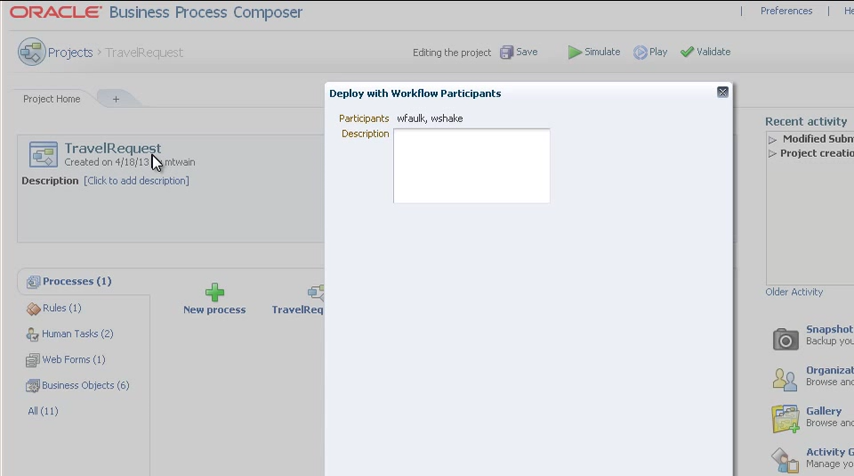 ORACLE Business Process Composer
Preferences
Projects > TravelRequest
Editing the project
Save
Simulate
Play
Validate
Project Home
+
Deploy with Workflow Participants
Participants wfaulk, wshake
Description
TravelRequest
Created on 4/18/13
mtwain
Description [Click to add description]
Recent activity
Modified Subm
Project creatio
Older Activity
Processes (1)
Rules (1)
Human Tasks (2)
Web Forms (1)
Business Objects (6)
All (11)
New process
TravelReq
Snapshot
Backup you
Organizat
Browse and
Gallery
Browse and
Activity G
Manage yo